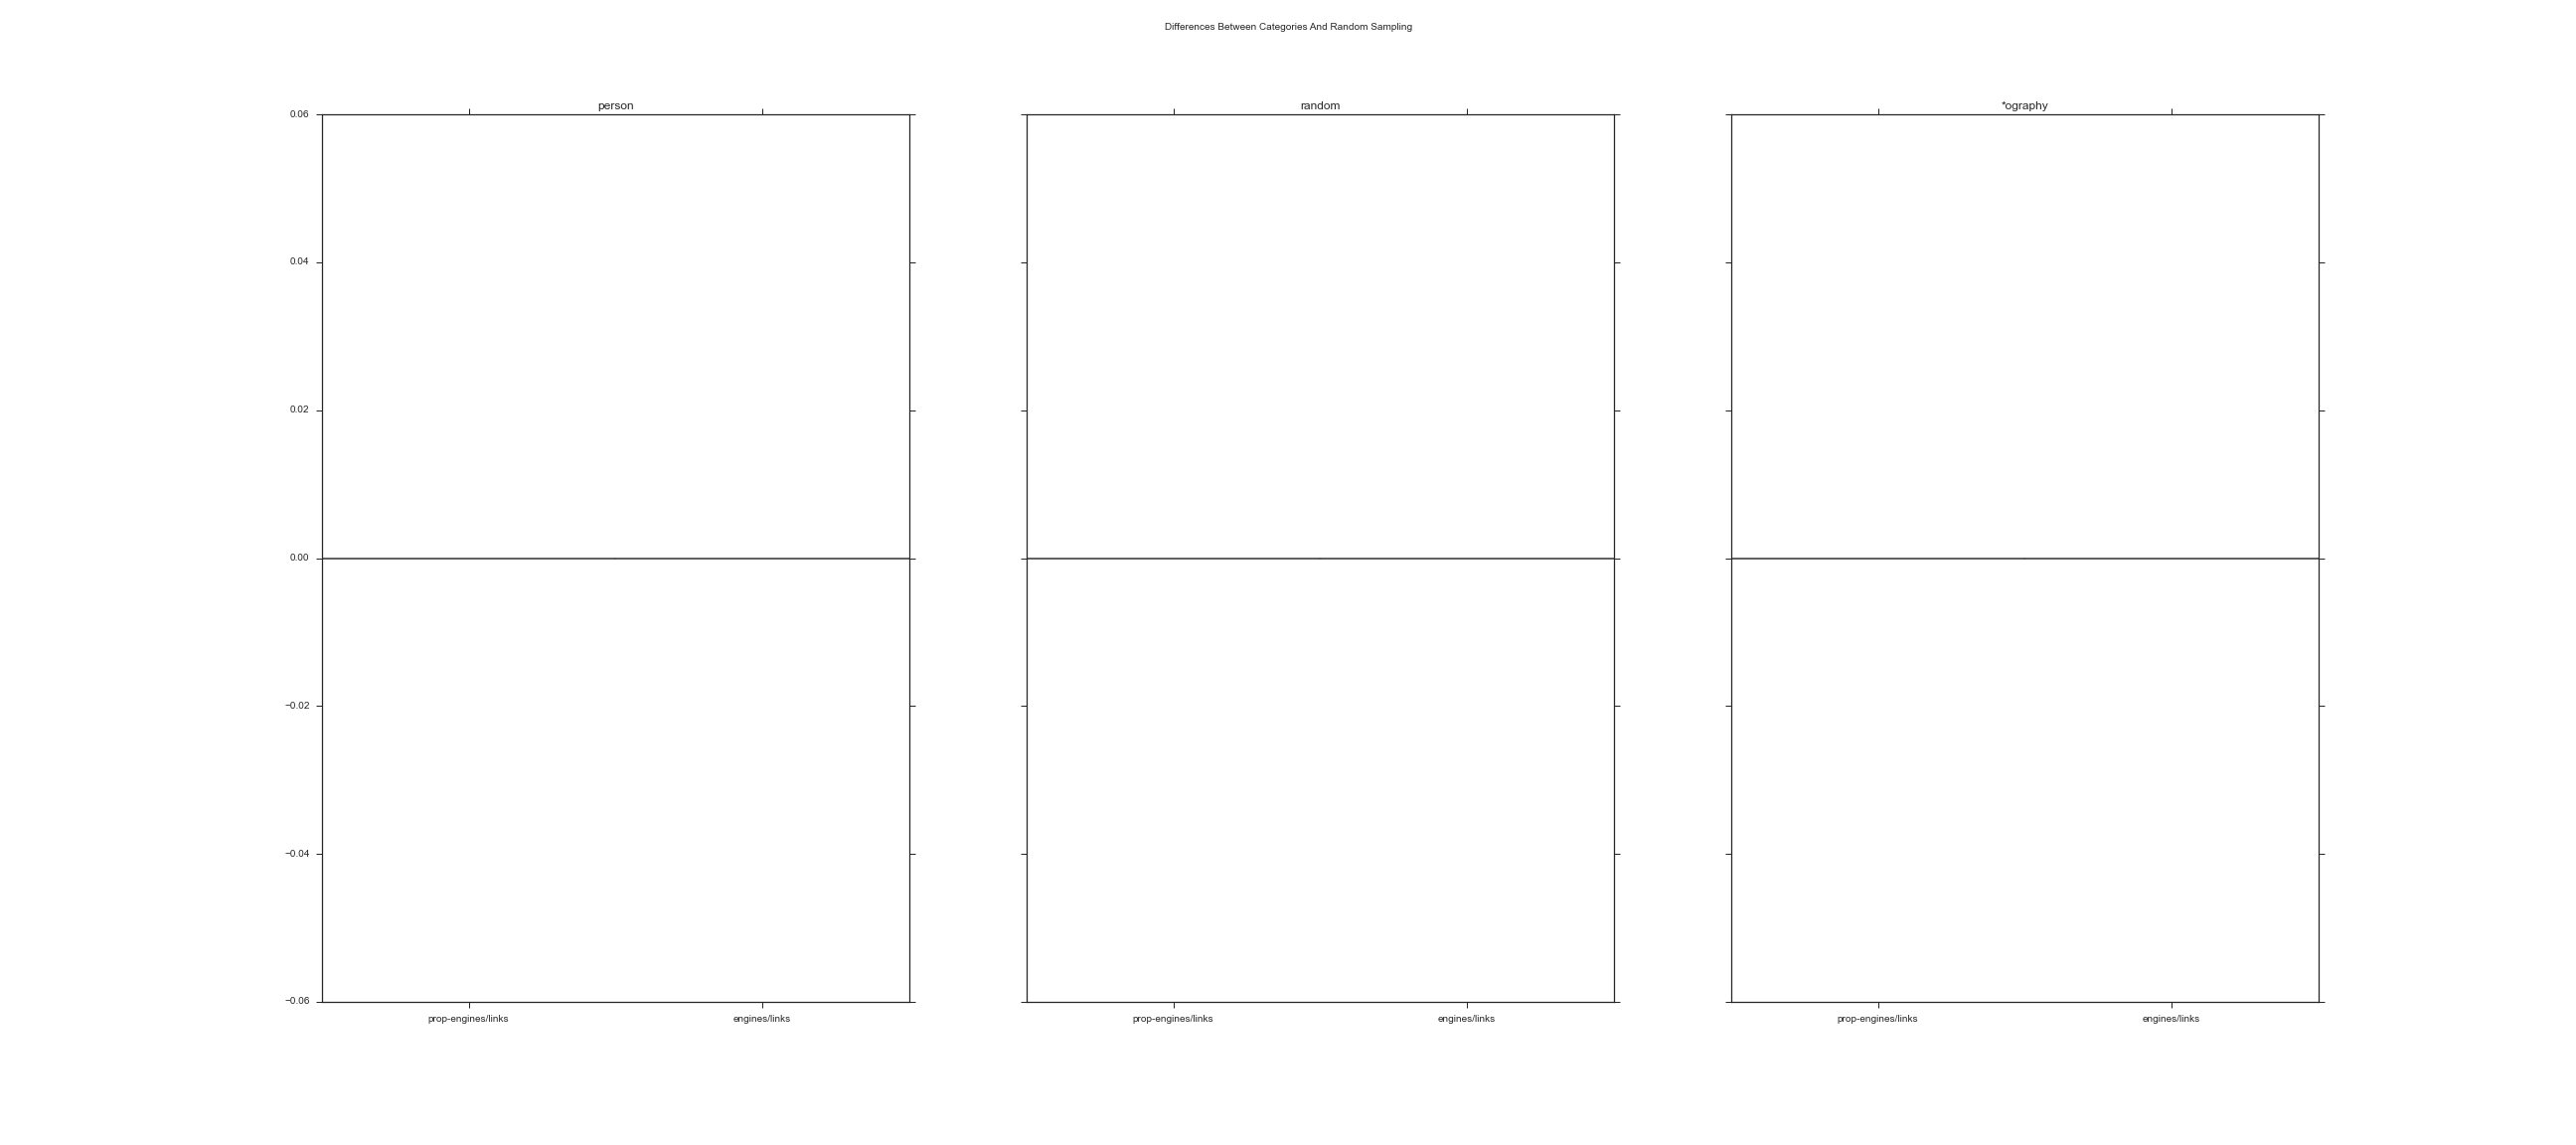 Differences Between Categories And Random Sampling
person
random
*ography
0.06
0.04
0.02
0.00
−0.02
−0.04
−0.06
prop-engines/links
engines/links
prop-engines/links
engines/links
prop-engines/links
engines/links